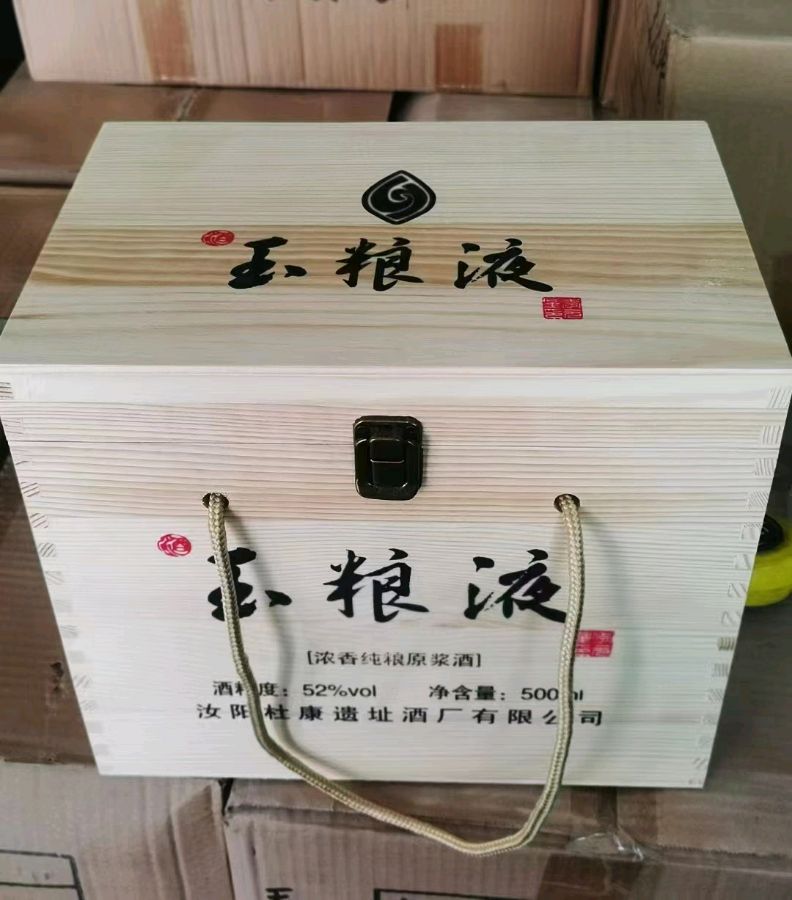 玉粮液
玉粮液
[浓香纯粮原浆酒]
酒精度：52%vol 净含量：500ml
汝阳杜康遗址酒厂有限公司